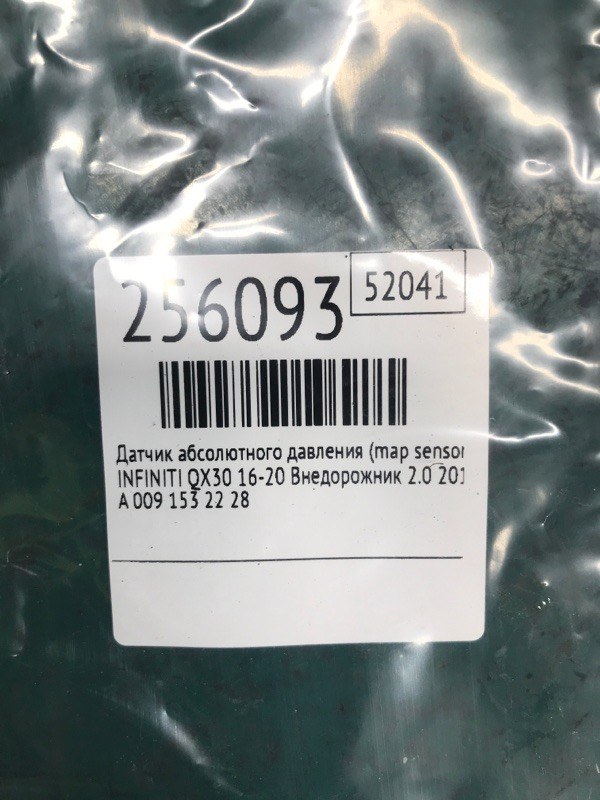 256093
52041
Датчик абсолютного давления (map sensor
INFINITI QX30 16-20 Внедорожник 2.0 201
A 009 153 22 28